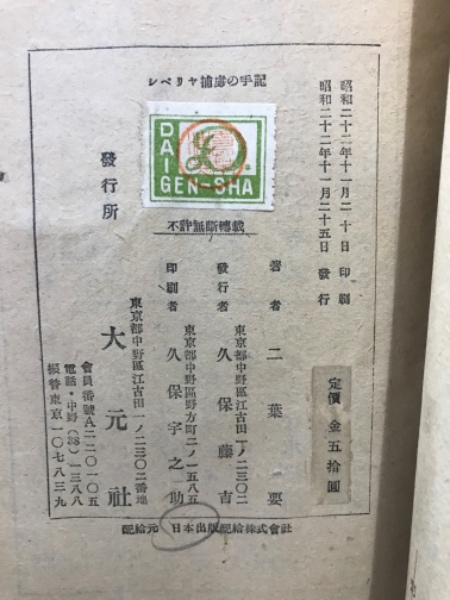 シベリヤ捕虜の手記
DAI
GEN-SHA
不許無斷轉載
昭和二十二年十一月二十日 印刷
昭和二十二年十一月二十五日 發行
定價 金五拾圓
著者 二葉要
東京都中野區江古田一ノ二三〇二
發行者 久保藤吉
東京都中野區野方町二ノ一五八五
印刷者 久保宇之助
東京都中野區江古田一ノ二三〇二番地
發行所 大元社
會員番號A二二〇一〇五
電話・中野(38)一三八八
振替東京一〇七八三九
配給元 日本出版配給株式會社